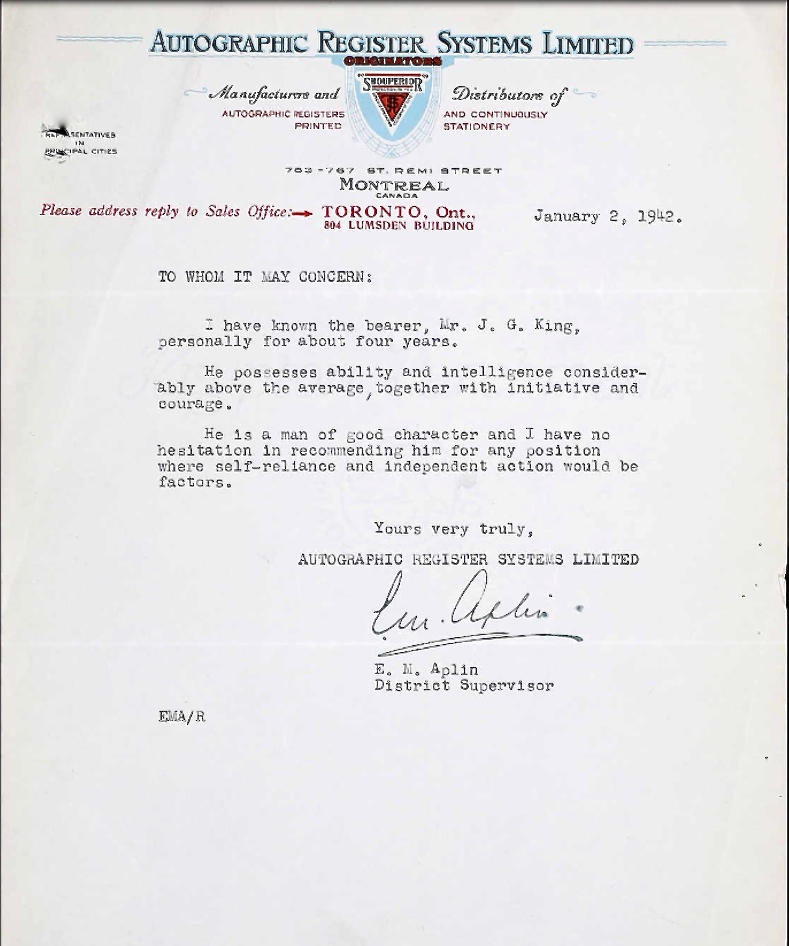 AUTOGRAPHIC REGISTER SYSTEMS LIMITED
ORIGINATORS
SHOUPERIOR
Manufacturers and
Distributors of
AUTOGRAPHIC REGISTERS
AND CONTINUOUSLY
PRINTED
STATIONERY
REPRESENTATIVES
IN
PRINCIPAL CITIES
763-767 ST. REMI STREET
MONTREAL
CANADA
Please address reply to Sales Office:→ TORONTO, Ont.,
804 LUMSDEN BUILDING
January 2, 1942.
TO WHOM IT MAY CONCERN:
I have known the bearer, Mr. J. G. King,
personally for about four years.
He possesses ability and intelligence consider-
ably above the average, together with initiative and
courage.
He is a man of good character and I have no
hesitation in recommending him for any position
where self-reliance and independent action would be
factors.
Yours very truly,
AUTOGRAPHIC REGISTER SYSTEMS LIMITED
E.M. Aplin
E. M. Aplin
District Supervisor
EMA/R